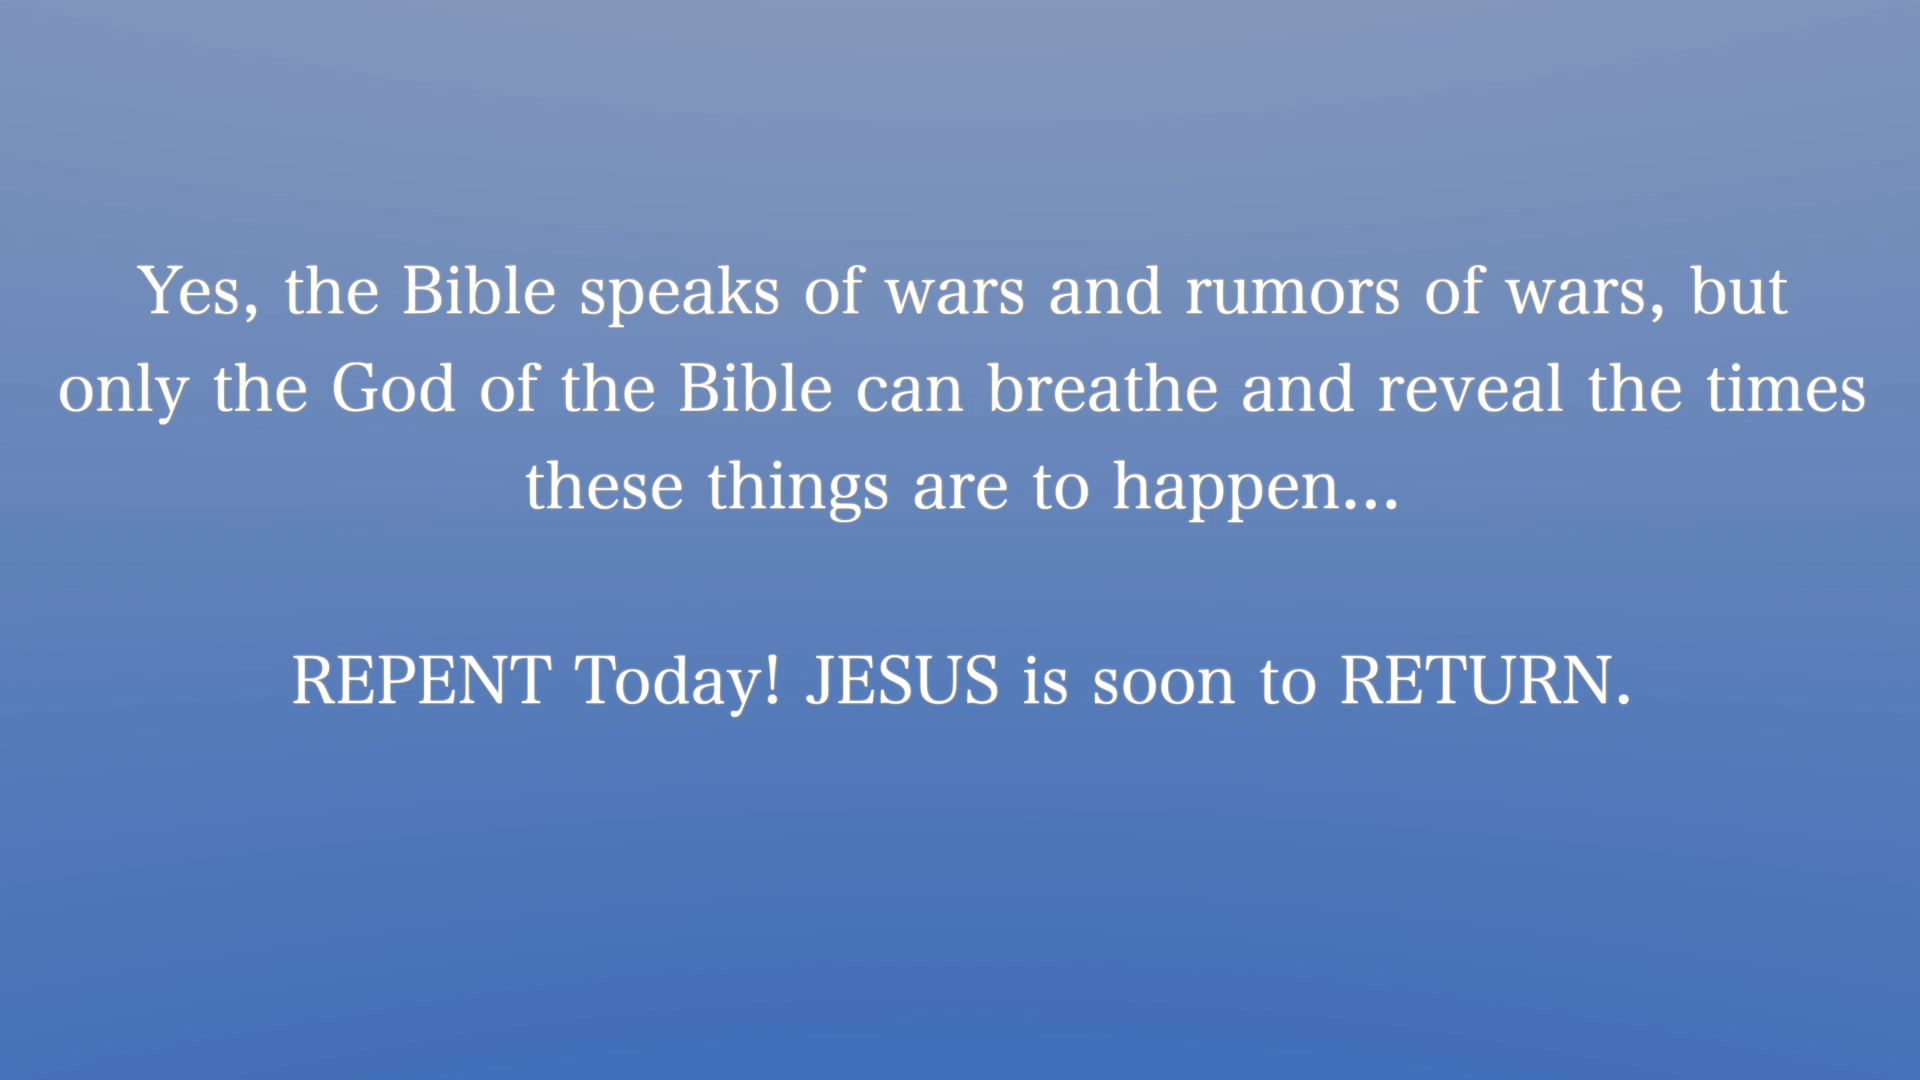 Yes, the Bible speaks of wars and rumors of wars, but
only the God of the Bible can breathe and reveal the times
these things are to happen...
REPENT Today! JESUS is soon to RETURN.